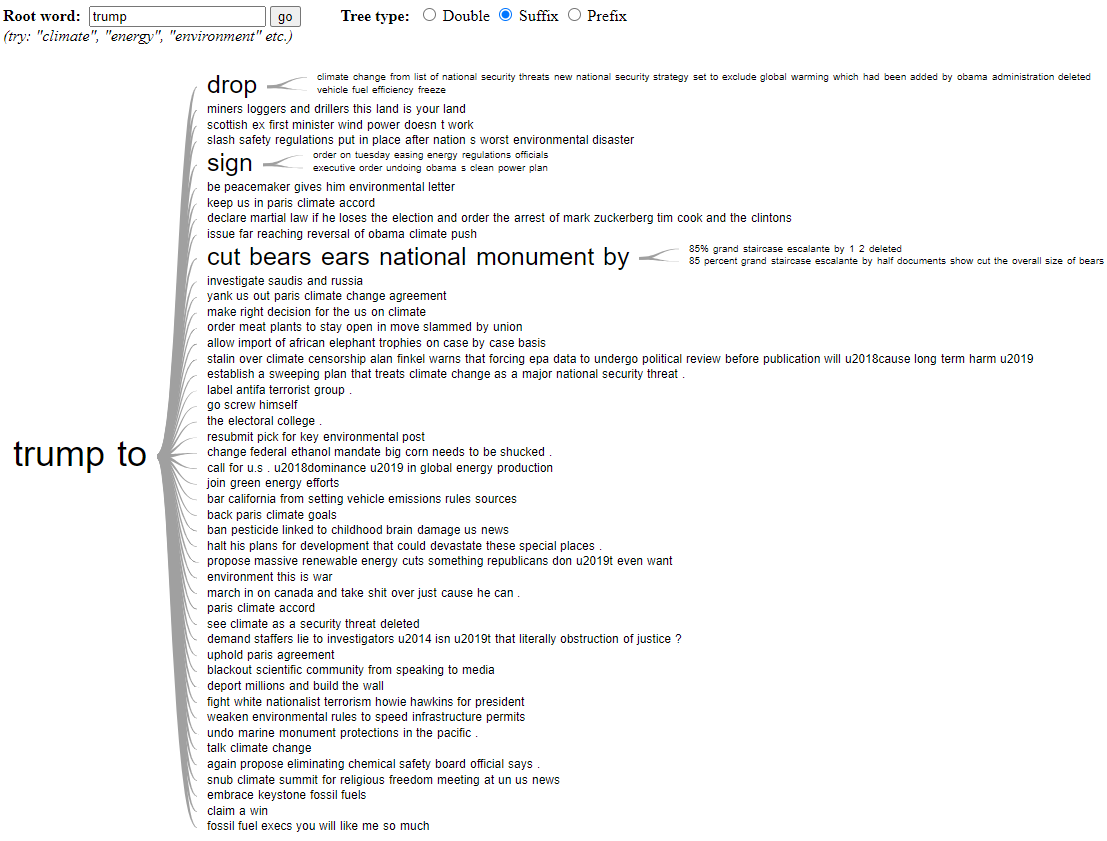 Root word: trump go Tree type: Double Suffix Prefix
(try: "climate", "energy", "environment" etc.)
trump to
drop
climate change from list of national security threats new national security strategy set to exclude global warming which had been added by obama administration deleted
vehicle fuel efficiency freeze
miners loggers and drillers this land is your land
scottish ex first minister wind power doesn t work
slash safety regulations put in place after nation s worst environmental disaster
sign
order on tuesday easing energy regulations officials
executive order undoing obama s clean power plan
be peacemaker gives him environmental letter
keep us in paris climate accord
declare martial law if he loses the election and order the arrest of mark zuckerberg tim cook and the clintons
issue far reaching reversal of obama climate push
cut bears ears national monument by
85% grand staircase escalante by 1 2 deleted
85 percent grand staircase escalante by half documents show cut the overall size of bears
investigate saudis and russia
yank us out paris climate change agreement
make right decision for the us on climate
order meat plants to stay open in move slammed by union
allow import of african elephant trophies on case by case basis
stalin over climate censorship alan finkel warns that forcing epa data to undergo political review before publication will u2018cause long term harm u2019
establish a sweeping plan that treats climate change as a major national security threat .
label antifa terrorist group .
go screw himself
the electoral college .
resubmit pick for key environmental post
change federal ethanol mandate big corn needs to be shucked .
call for u.s . u2018dominance u2019 in global energy production
join green energy efforts
bar california from setting vehicle emissions rules sources
back paris climate goals
ban pesticide linked to childhood brain damage us news
halt his plans for development that could devastate these special places .
propose massive renewable energy cuts something republicans don u2019t even want
environment this is war
march in on canada and take shit over just cause he can .
paris climate accord
see climate as a security threat deleted
demand staffers lie to investigators u2014 isn u2019t that literally obstruction of justice ?
uphold paris agreement
blackout scientific community from speaking to media
deport millions and build the wall
fight white nationalist terrorism howie hawkins for president
weaken environmental rules to speed infrastructure permits
undo marine monument protections in the pacific .
talk climate change
again propose eliminating chemical safety board official says .
snub climate summit for religious freedom meeting at un us news
embrace keystone fossil fuels
claim a win
fossil fuel execs you will like me so much